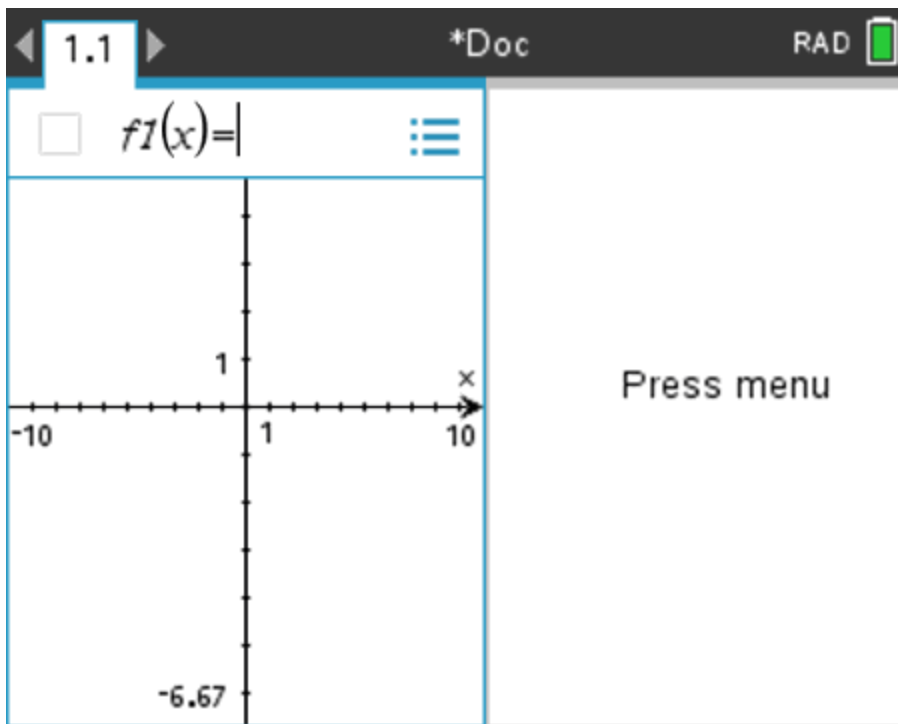 1.1 *Doc RAD
f1(x)=
1
x
-10 1 10
Press menu
-6.67